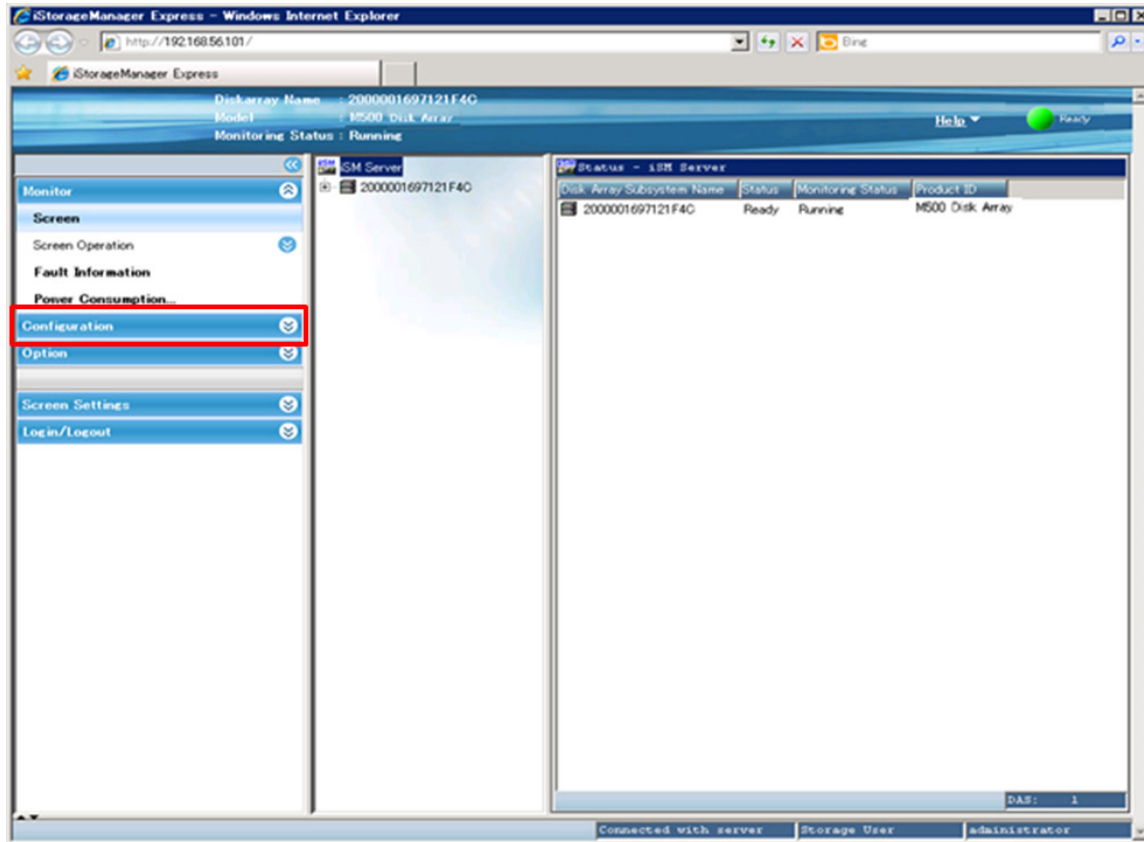 iStorageManager Express - Windows Internet Explorer
http://192.168.56.101/
Bing
iStorageManager Express
Diskarray Name : 2000001697121F4C
Model : M500 Disk Array
Monitoring Status : Running
Help
Ready
Monitor
Screen
Screen Operation
Fault Information
Power Consumption...
Configuration
Option
Screen Settings
Login/Logout
iSM Server
2000001697121F4C
Status - iSM Server
Disk Array Subsystem Name Status Monitoring Status Product ID
2000001697121F4C Ready Running M500 Disk Array
DAS: 1
Connected with server Storage User administrator